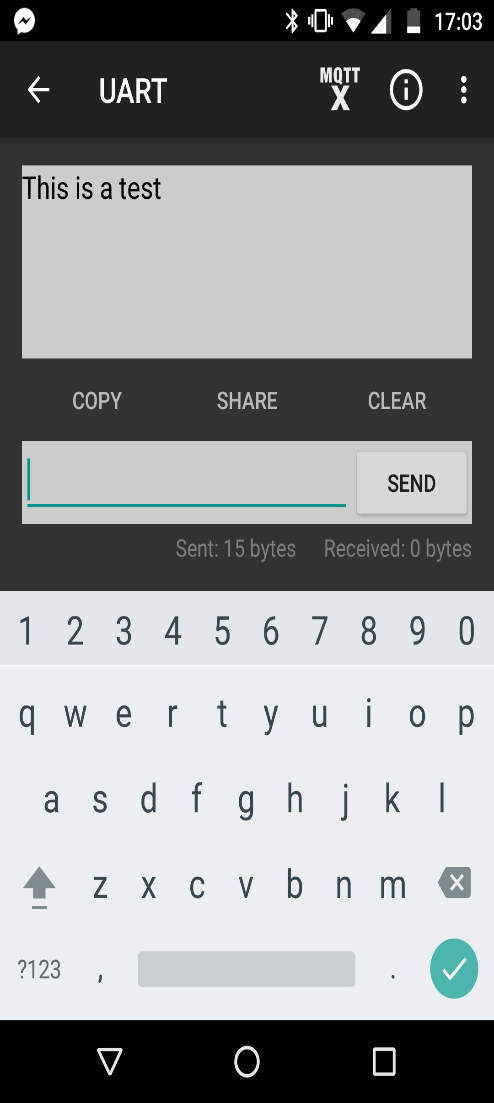 17:03
UART
MQTT
X
This is a test
COPY SHARE CLEAR
SEND
Sent: 15 bytes Received: 0 bytes
1 2 3 4 5 6 7 8 9 0
q w e r t y u i o p
a s d f g h j k l
z x c v b n m
?123 , .